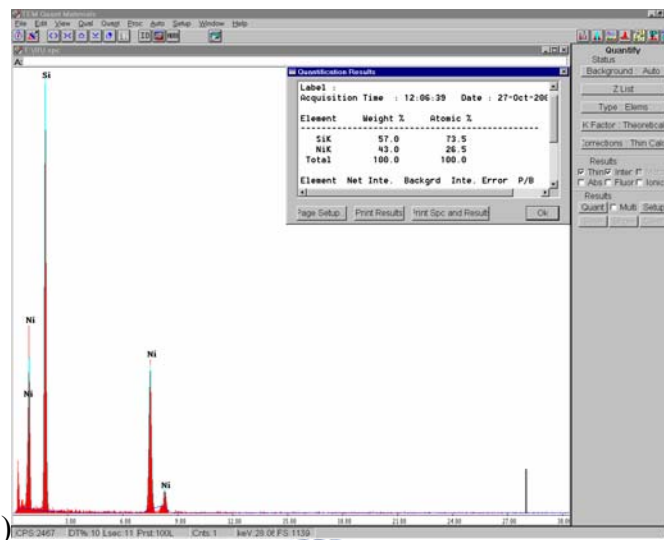 TEM Quant Materials
File Edit View Qual Quant Proc Auto Setup Window Help
Quantification Results
Label :
Acquisition Time : 12:06:39 Date : 27-Oct-200
Element Weight % Atomic %
SiK 57.0 73.5
NiK 43.0 26.5
Total 100.0 100.0
Element Net Inte. Backgrd Inte. Error P/B
Page Setup... Print Results Print Spc and Result Ok
Quantify
Status
Background : Auto
Z List
Type : Elems
K Factor : Theoretical
Corrections : Thin Calc
Results
Thin Inter
Abs Fluor Ionic
Results
Quant Multi Setup
A:
Si
Ni
Ni
Ni
Ni
3.00 6.00 9.00 12.00 15.00 18.00 21.00 24.00 27.00 30.0
) CPS:2467 DT%:10 Lsec:11 Prst:100L Cnts:1 keV:28.06 FS:1139